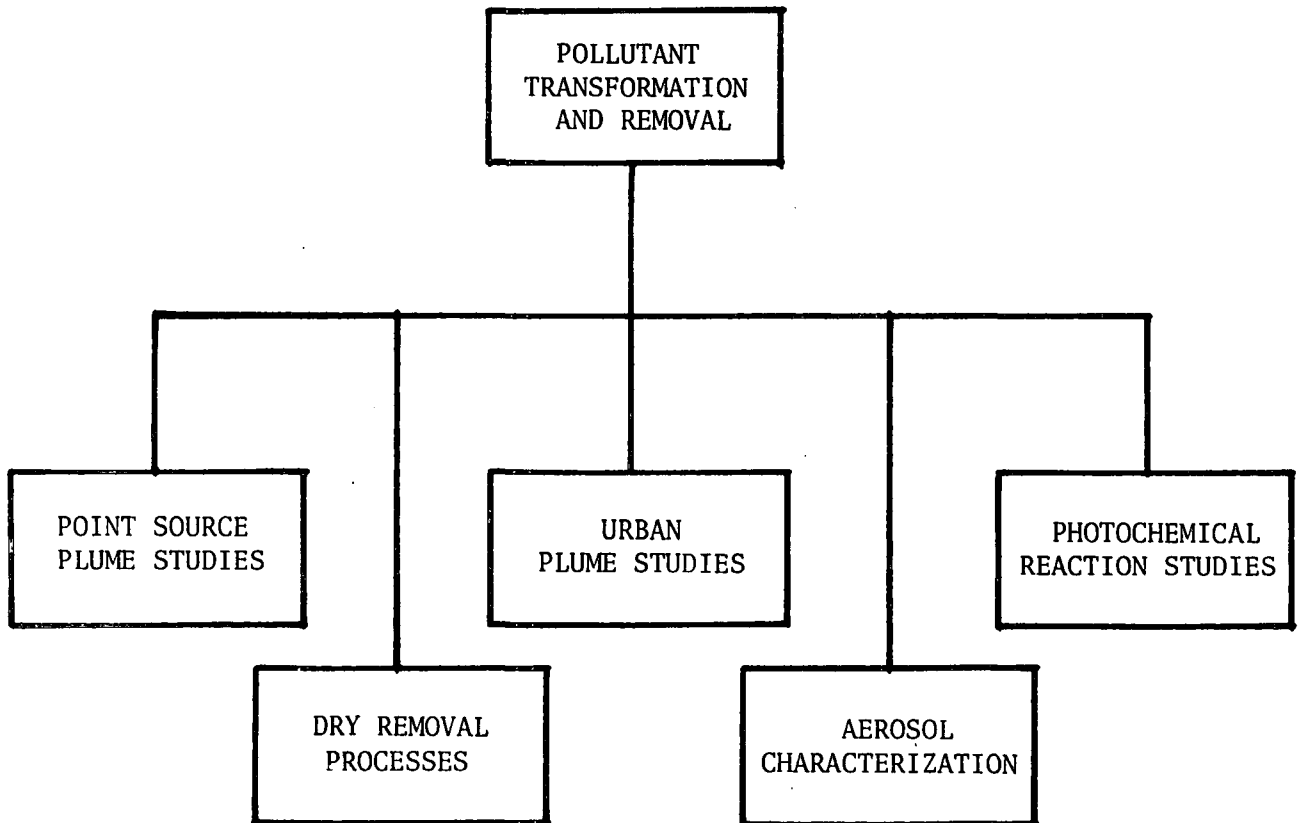 POLLUTANT
TRANSFORMATION
AND REMOVAL
POINT SOURCE
PLUME STUDIES
URBAN
PLUME STUDIES
PHOTOCHEMICAL
REACTION STUDIES
DRY REMOVAL
PROCESSES
AEROSOL
CHARACTERIZATION